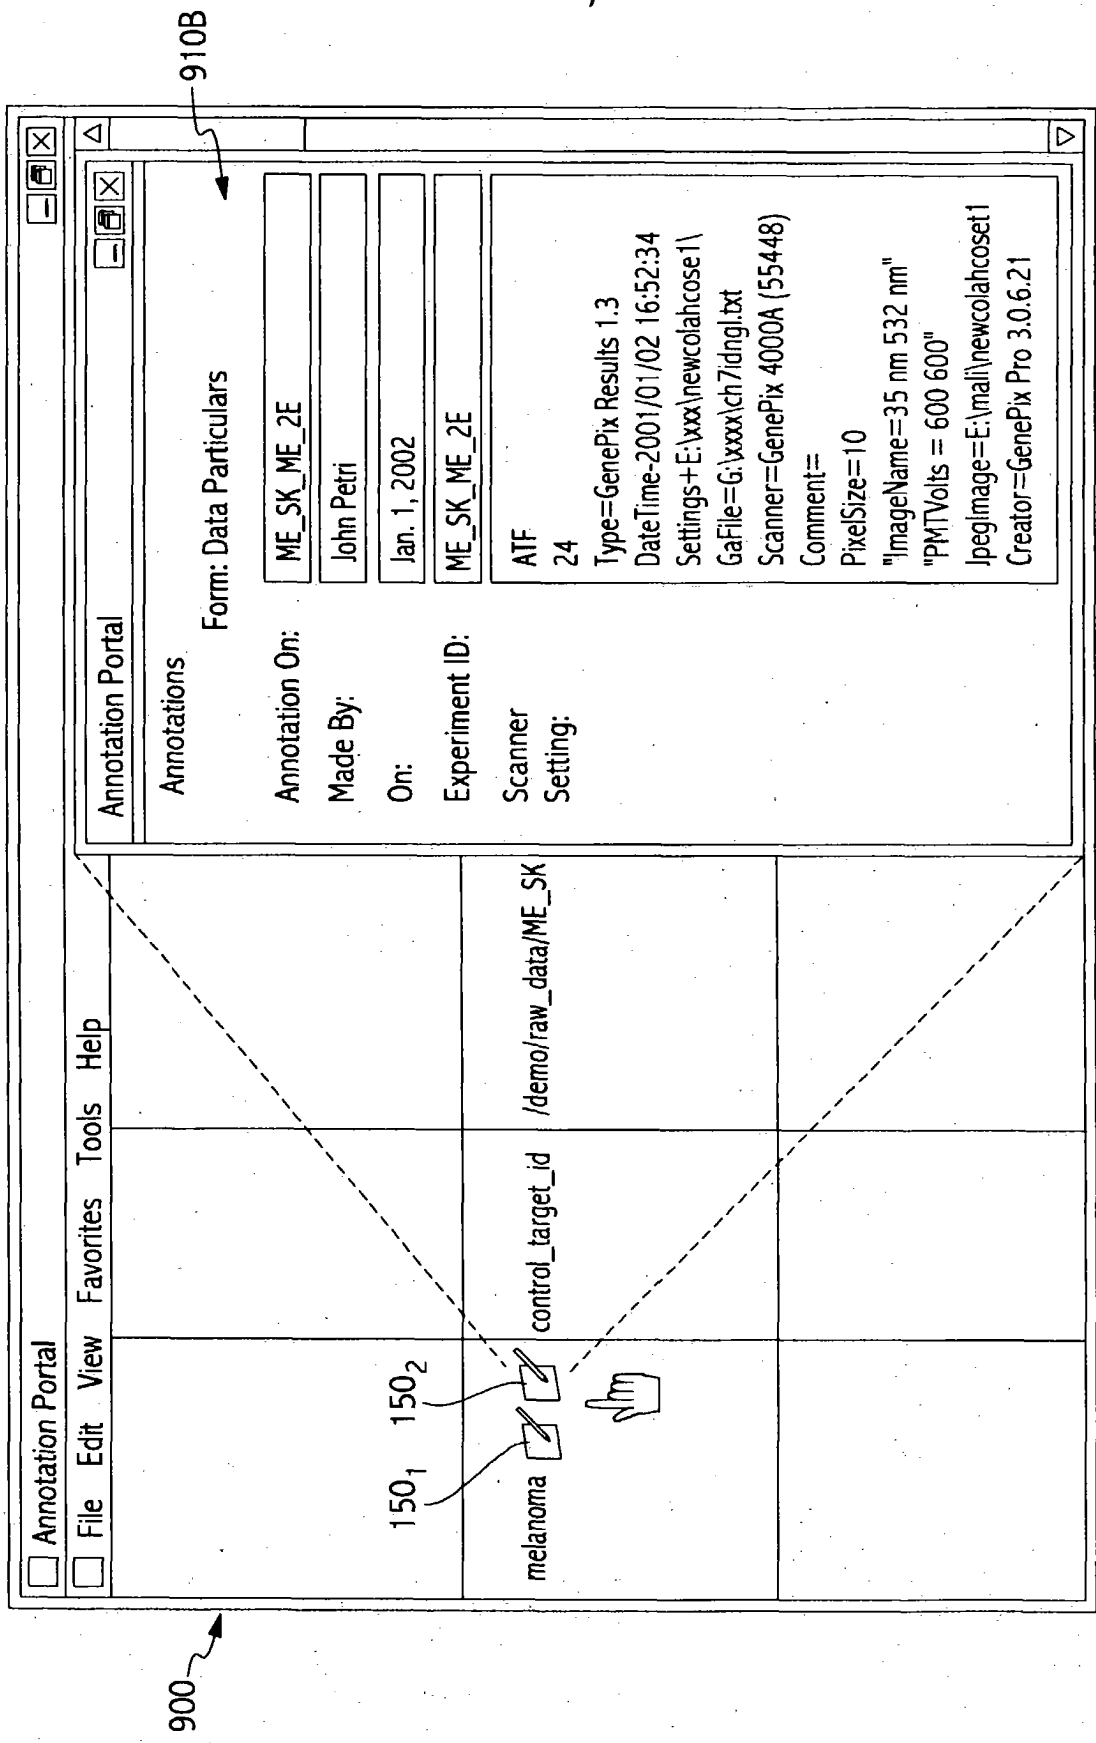 900
910B
Annotation Portal
File Edit View Favorites Tools Help
150₁
150₂
melanoma
control_target_id
/demo/raw_data/ME_SK
Annotation Portal
Annotations
Form: Data Particulars
Annotation On: ME_SK_ME_2E
Made By: John Petri
On: Jan. 1, 2002
Experiment ID: ME_SK_ME_2E
Scanner
Setting:
ATF
24
Type=GenePix Results 1.3
DateTime-2001/01/02 16:52:34
Settings+E:\xx\newcolahcose1\
GaFile=G:\xxx\ch7idngl.txt
Scanner=GenePix 4000A (55448)
Comment=
PixelSize=10
"ImageName=35 nm 532 nm"
"PMTVolts = 600 600"
JpegImage=E:\mali\newcolahcoset1
Creator=GenePix Pro 3.0.6.21